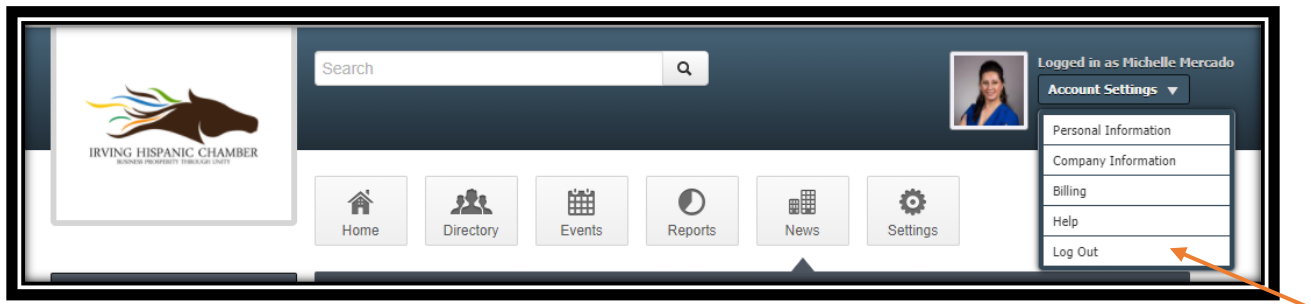 Search
Logged in as Michelle Mercado
Account Settings
Personal Information
Company Information
Billing
Help
Log Out
IRVING HISPANIC CHAMBER
BUSINESS PROSPERITY THROUGH UNITY
Home
Directory
Events
Reports
News
Settings